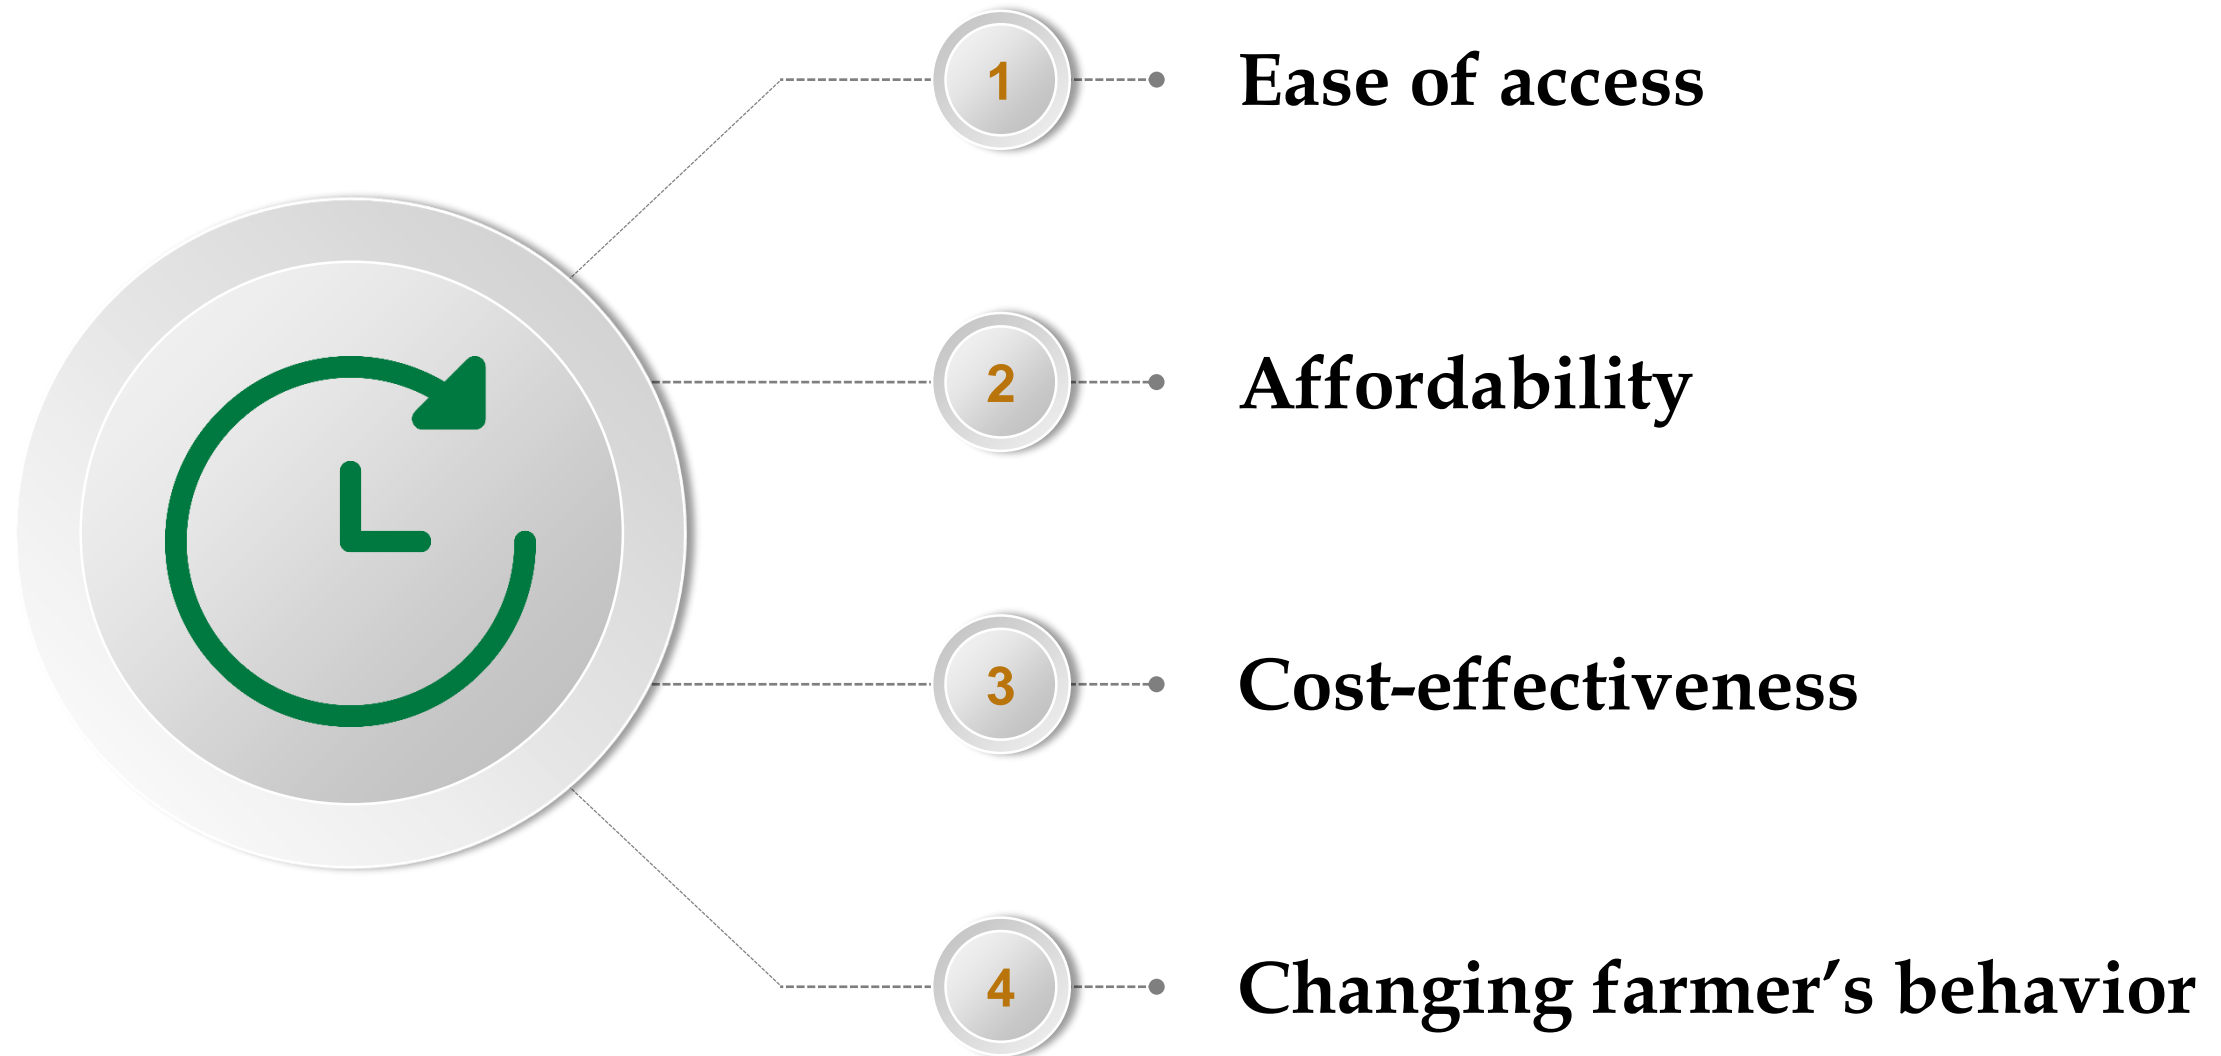 1 Ease of access
2 Affordability
3 Cost-effectiveness
4 Changing farmer’s behavior